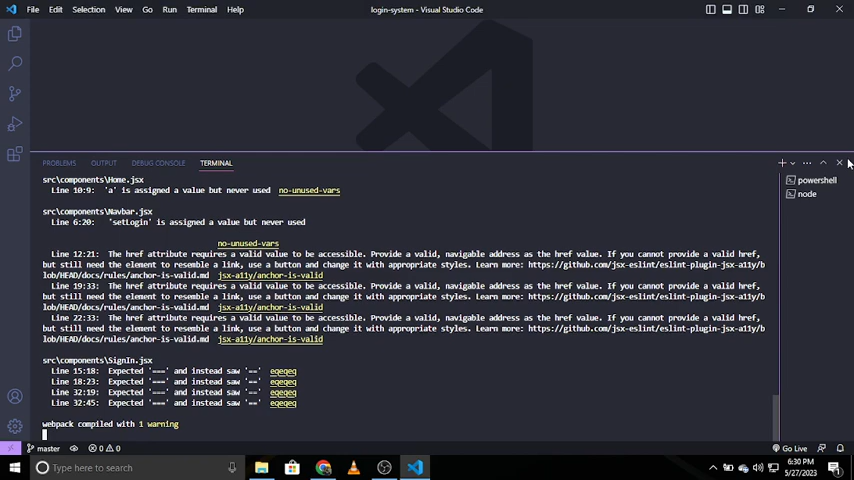 File Edit Selection View Go Run Terminal Help login-system - Visual Studio Code
PROBLEMS OUTPUT DEBUG CONSOLE TERMINAL
powershell
node
src\components\Home.jsx
Line 10:9: 'a' is assigned a value but never used no-unused-vars
src\components\Navbar.jsx
Line 6:20: 'setLogin' is assigned a value but never used
no-unused-vars
Line 12:21: The href attribute requires a valid value to be accessible. Provide a valid, navigable address as the href value. If you cannot provide a valid href,
but still need the element to resemble a link, use a button and change it with appropriate styles. Learn more: https://github.com/jsx-eslint/eslint-plugin-jsx-a11y/b
lob/HEAD/docs/rules/anchor-is-valid.md jsx-a11y/anchor-is-valid
Line 19:33: The href attribute requires a valid value to be accessible. Provide a valid, navigable address as the href value. If you cannot provide a valid href,
but still need the element to resemble a link, use a button and change it with appropriate styles. Learn more: https://github.com/jsx-eslint/eslint-plugin-jsx-a11y/b
lob/HEAD/docs/rules/anchor-is-valid.md jsx-a11y/anchor-is-valid
Line 22:33: The href attribute requires a valid value to be accessible. Provide a valid, navigable address as the href value. If you cannot provide a valid href,
but still need the element to resemble a link, use a button and change it with appropriate styles. Learn more: https://github.com/jsx-eslint/eslint-plugin-jsx-a11y/b
lob/HEAD/docs/rules/anchor-is-valid.md jsx-a11y/anchor-is-valid
src\components\SignIn.jsx
Line 15:18: Expected '===' and instead saw '==' eqeqeq
Line 18:23: Expected '===' and instead saw '==' eqeqeq
Line 32:19: Expected '===' and instead saw '==' eqeqeq
Line 32:45: Expected '===' and instead saw '==' eqeqeq
webpack compiled with 1 warning
master 0 0 Go Live
Type here to search
6:30 PM
5/27/2023
1